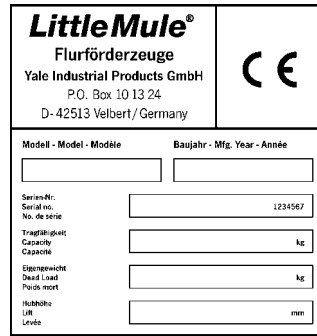 LittleMule®
Flurförderzeuge
Yale Industrial Products GmbH
P.O. Box 10 13 24
D- 42513 Velbert / Germany
CE
Modell - Model - Modèle
Baujahr - Mfg. Year - Année
Serien-Nr.
Serial no.
No. de série
1234567
Tragfähigkeit
Capacity
Capacité
kg
Eigengewicht
Dead Load
Poids mort
kg
Hubhöhe
Lift
Levée
mm